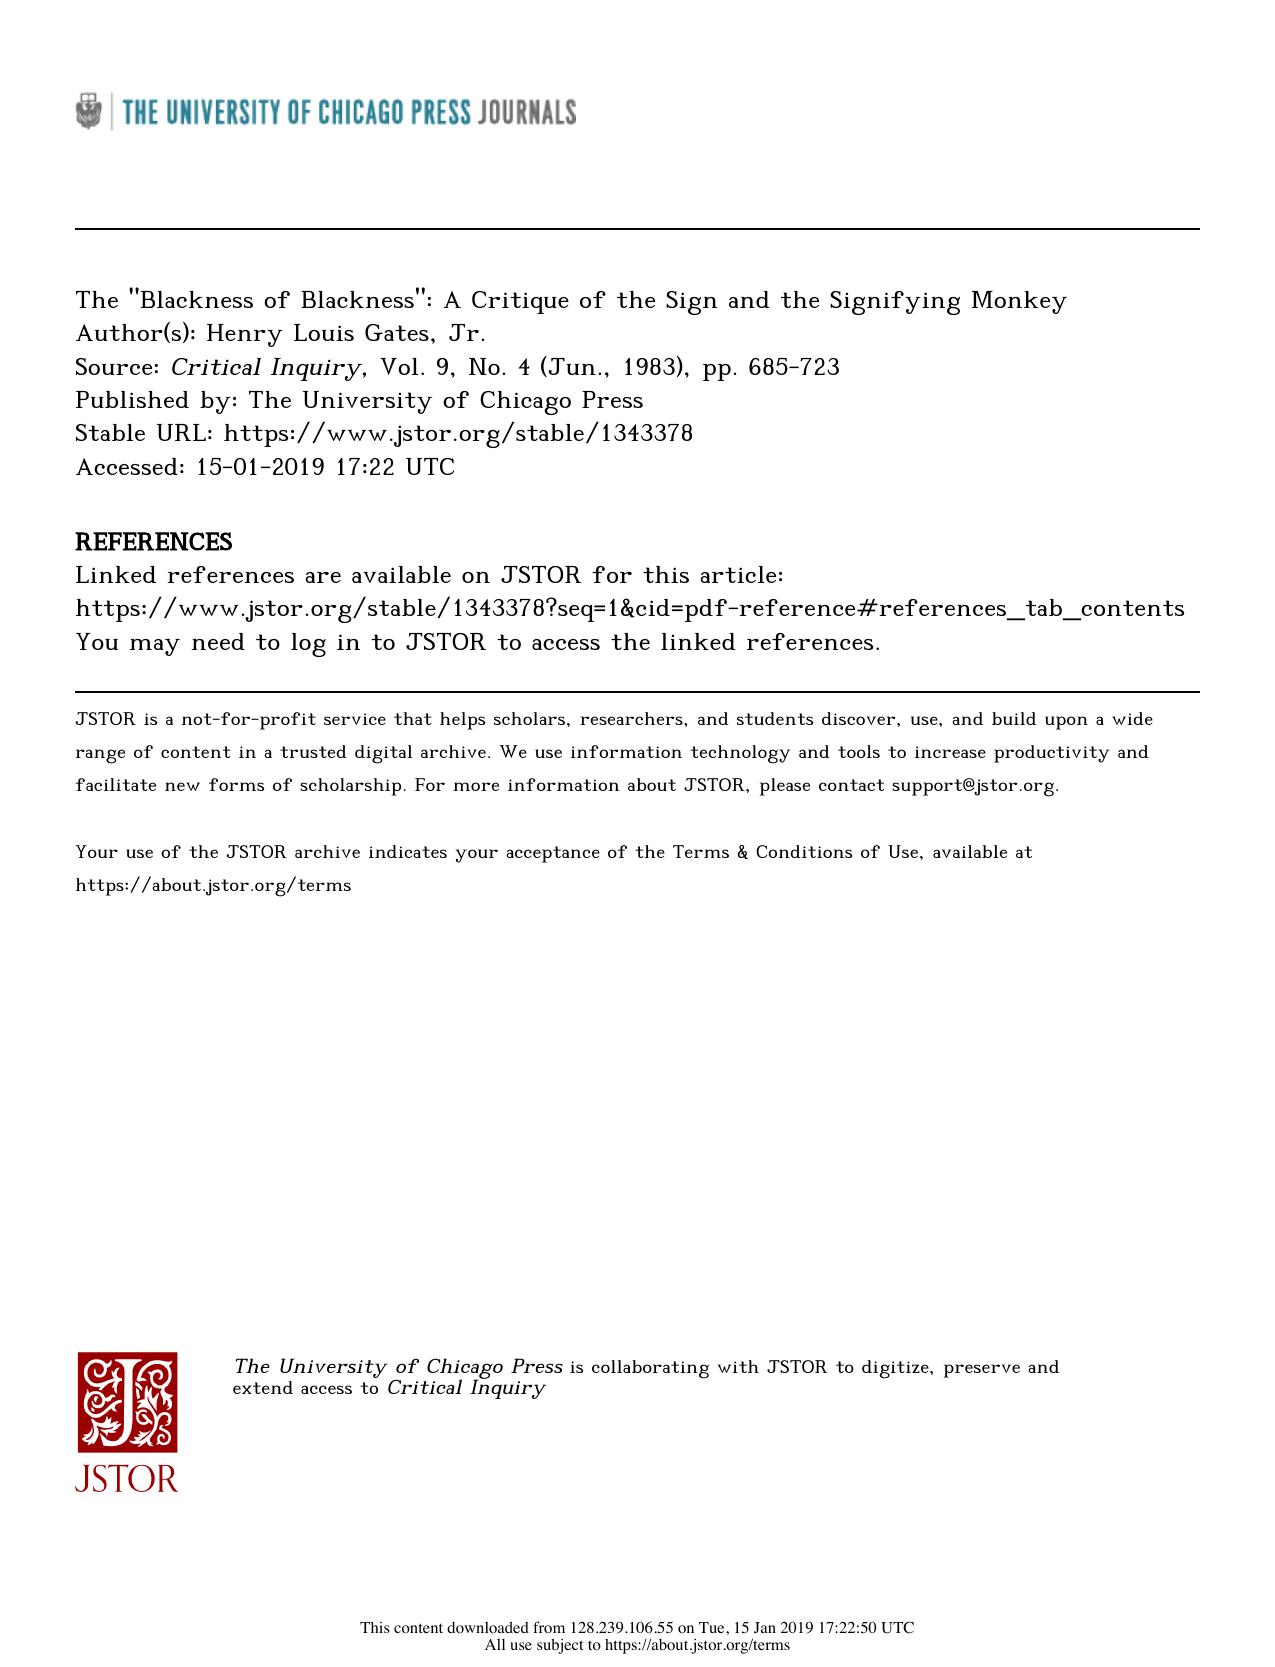 THE UNIVERSITY OF CHICAGO PRESS JOURNALS
The "Blackness of Blackness": A Critique of the Sign and the Signifying Monkey
Author(s): Henry Louis Gates, Jr.
Source: Critical Inquiry, Vol. 9, No. 4 (Jun., 1983), pp. 685-723
Published by: The University of Chicago Press
Stable URL: https://www.jstor.org/stable/1343378
Accessed: 15-01-2019 17:22 UTC
REFERENCES
Linked references are available on JSTOR for this article:
https://www.jstor.org/stable/1343378?seq=1&cid=pdf-reference#references_tab_contents
You may need to log in to JSTOR to access the linked references.
JSTOR is a not-for-profit service that helps scholars, researchers, and students discover, use, and build upon a wide
range of content in a trusted digital archive. We use information technology and tools to increase productivity and
facilitate new forms of scholarship. For more information about JSTOR, please contact support@jstor.org.
Your use of the JSTOR archive indicates your acceptance of the Terms & Conditions of Use, available at
https://about.jstor.org/terms
The University of Chicago Press is collaborating with JSTOR to digitize, preserve and
extend access to Critical Inquiry
JSTOR
This content downloaded from 128.239.106.55 on Tue, 15 Jan 2019 17:22:50 UTC
All use subject to https://about.jstor.org/terms